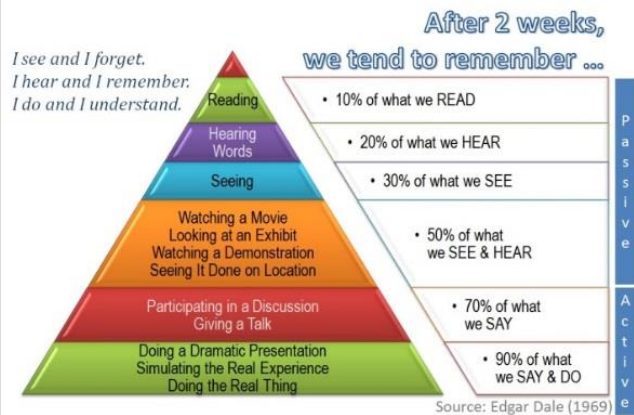 After 2 weeks,
we tend to remember ...
I see and I forget.
I hear and I remember.
I do and I understand.
Reading
• 10% of what we READ
Hearing
Words
• 20% of what we HEAR
Seeing
• 30% of what we SEE
Watching a Movie
Looking at an Exhibit
Watching a Demonstration
Seeing It Done on Location
• 50% of what
we SEE & HEAR
Participating in a Discussion
Giving a Talk
• 70% of what
we SAY
Doing a Dramatic Presentation
Simulating the Real Experience
Doing the Real Thing
• 90% of what
we SAY & DO
Passive
Active
Source: Edgar Dale (1969)